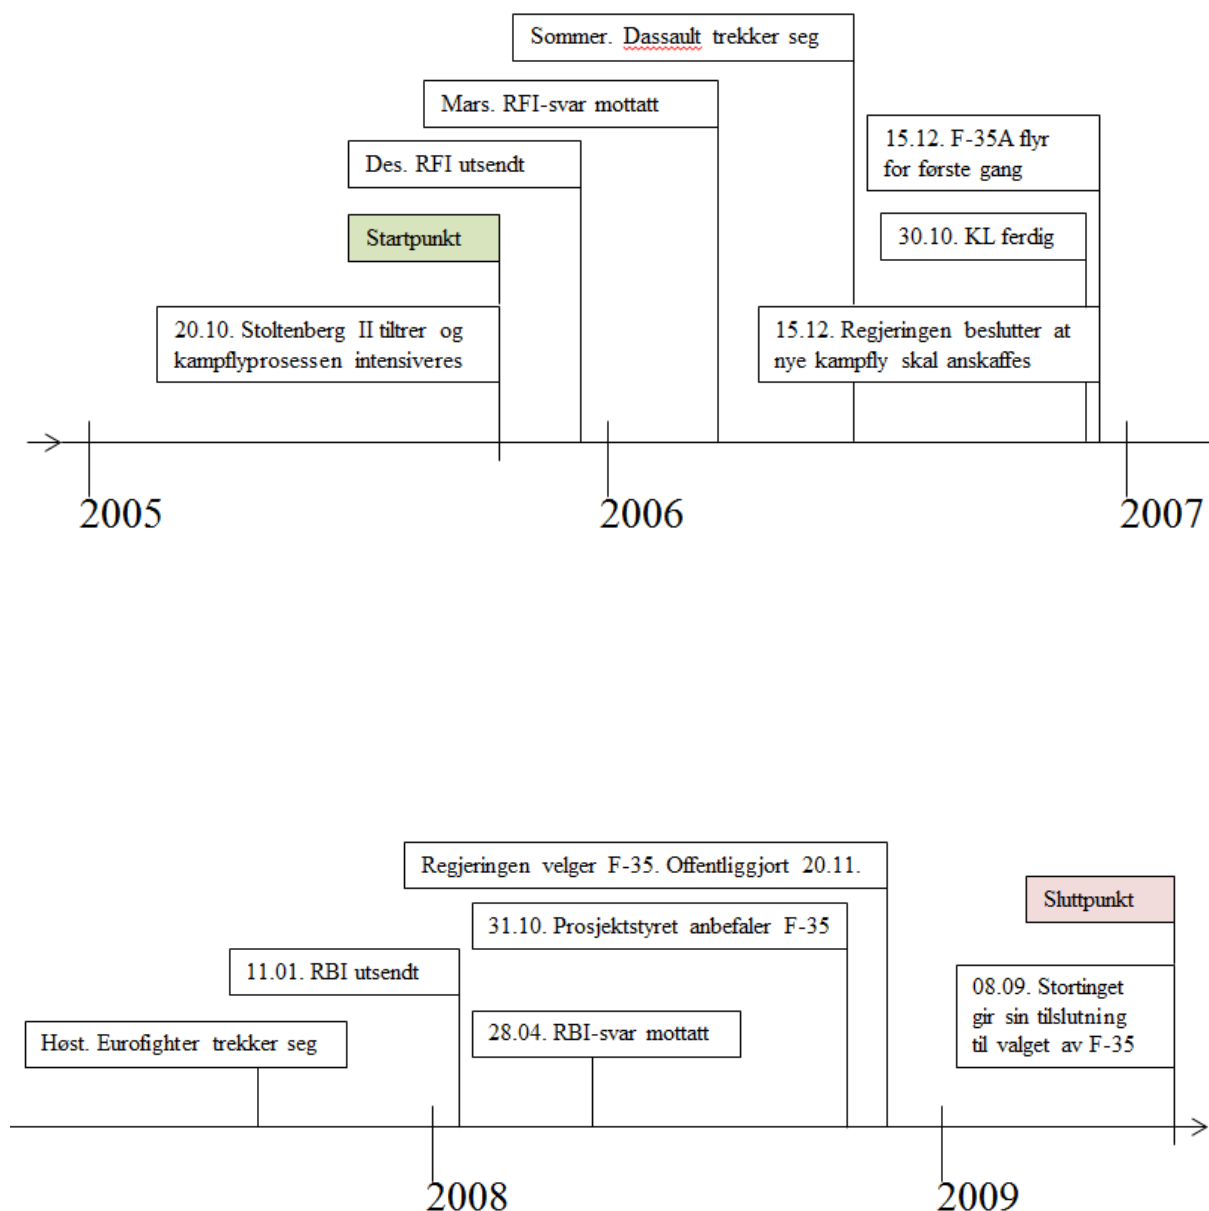 Sommer. Dassault trekker seg
Mars. RFI-svar mottatt
15.12. F-35A flyr
for første gang
Des. RFI utsendt
Startpunkt
30.10. KL ferdig
20.10. Stoltenberg II tiltrer og
kampflyprosessen intensiveres
15.12. Regjeringen beslutter at
nye kampfly skal anskaffes
2005
2006
2007
Regjeringen velger F-35. Offentliggjort 20.11.
Sluttpunkt
31.10. Prosjektstyret anbefaler F-35
11.01. RBI utsendt
08.09. Stortinget
gir sin tilslutning
til valget av F-35
28.04. RBI-svar mottatt
Høst. Eurofighter trekker seg
2008
2009